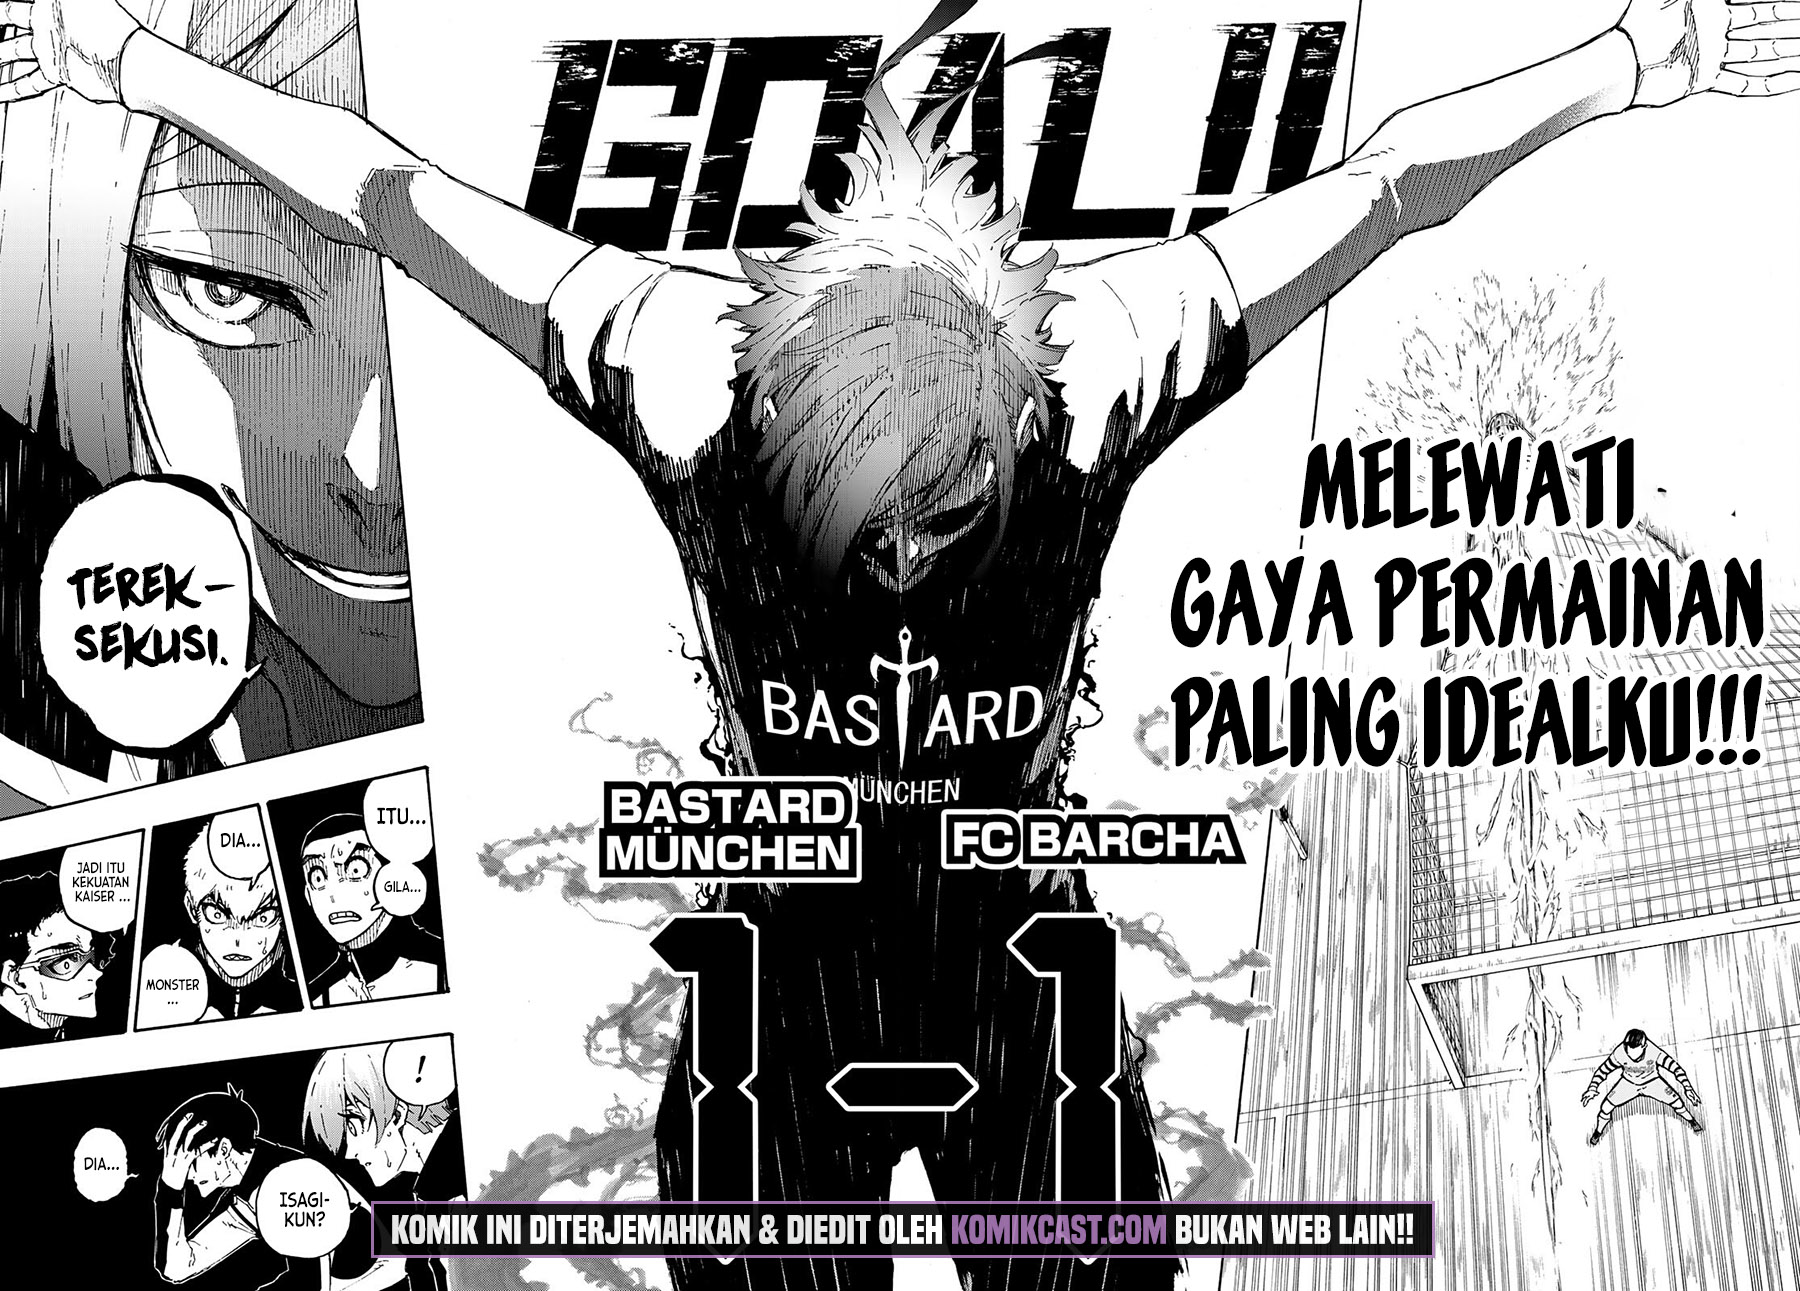 GOAL!!
MELEWATI
GAYA PERMAINAN
PALING IDEALKU!!!
BASTARD
MÜNCHEN
BASTARD
MÜNCHEN
FC BARCHA
1-1
TEREK-
SEKUSI.
ITU...
GILA...
DIA...
MONSTER
...
JADI ITU
KEKUATAN
KAISER ...
!
ISAGI-
KUN?
DIA...
KOMIK INI DITERJEMAHKAN & DIEDIT OLEH KOMIKCAST.COM BUKAN WEB LAIN!!